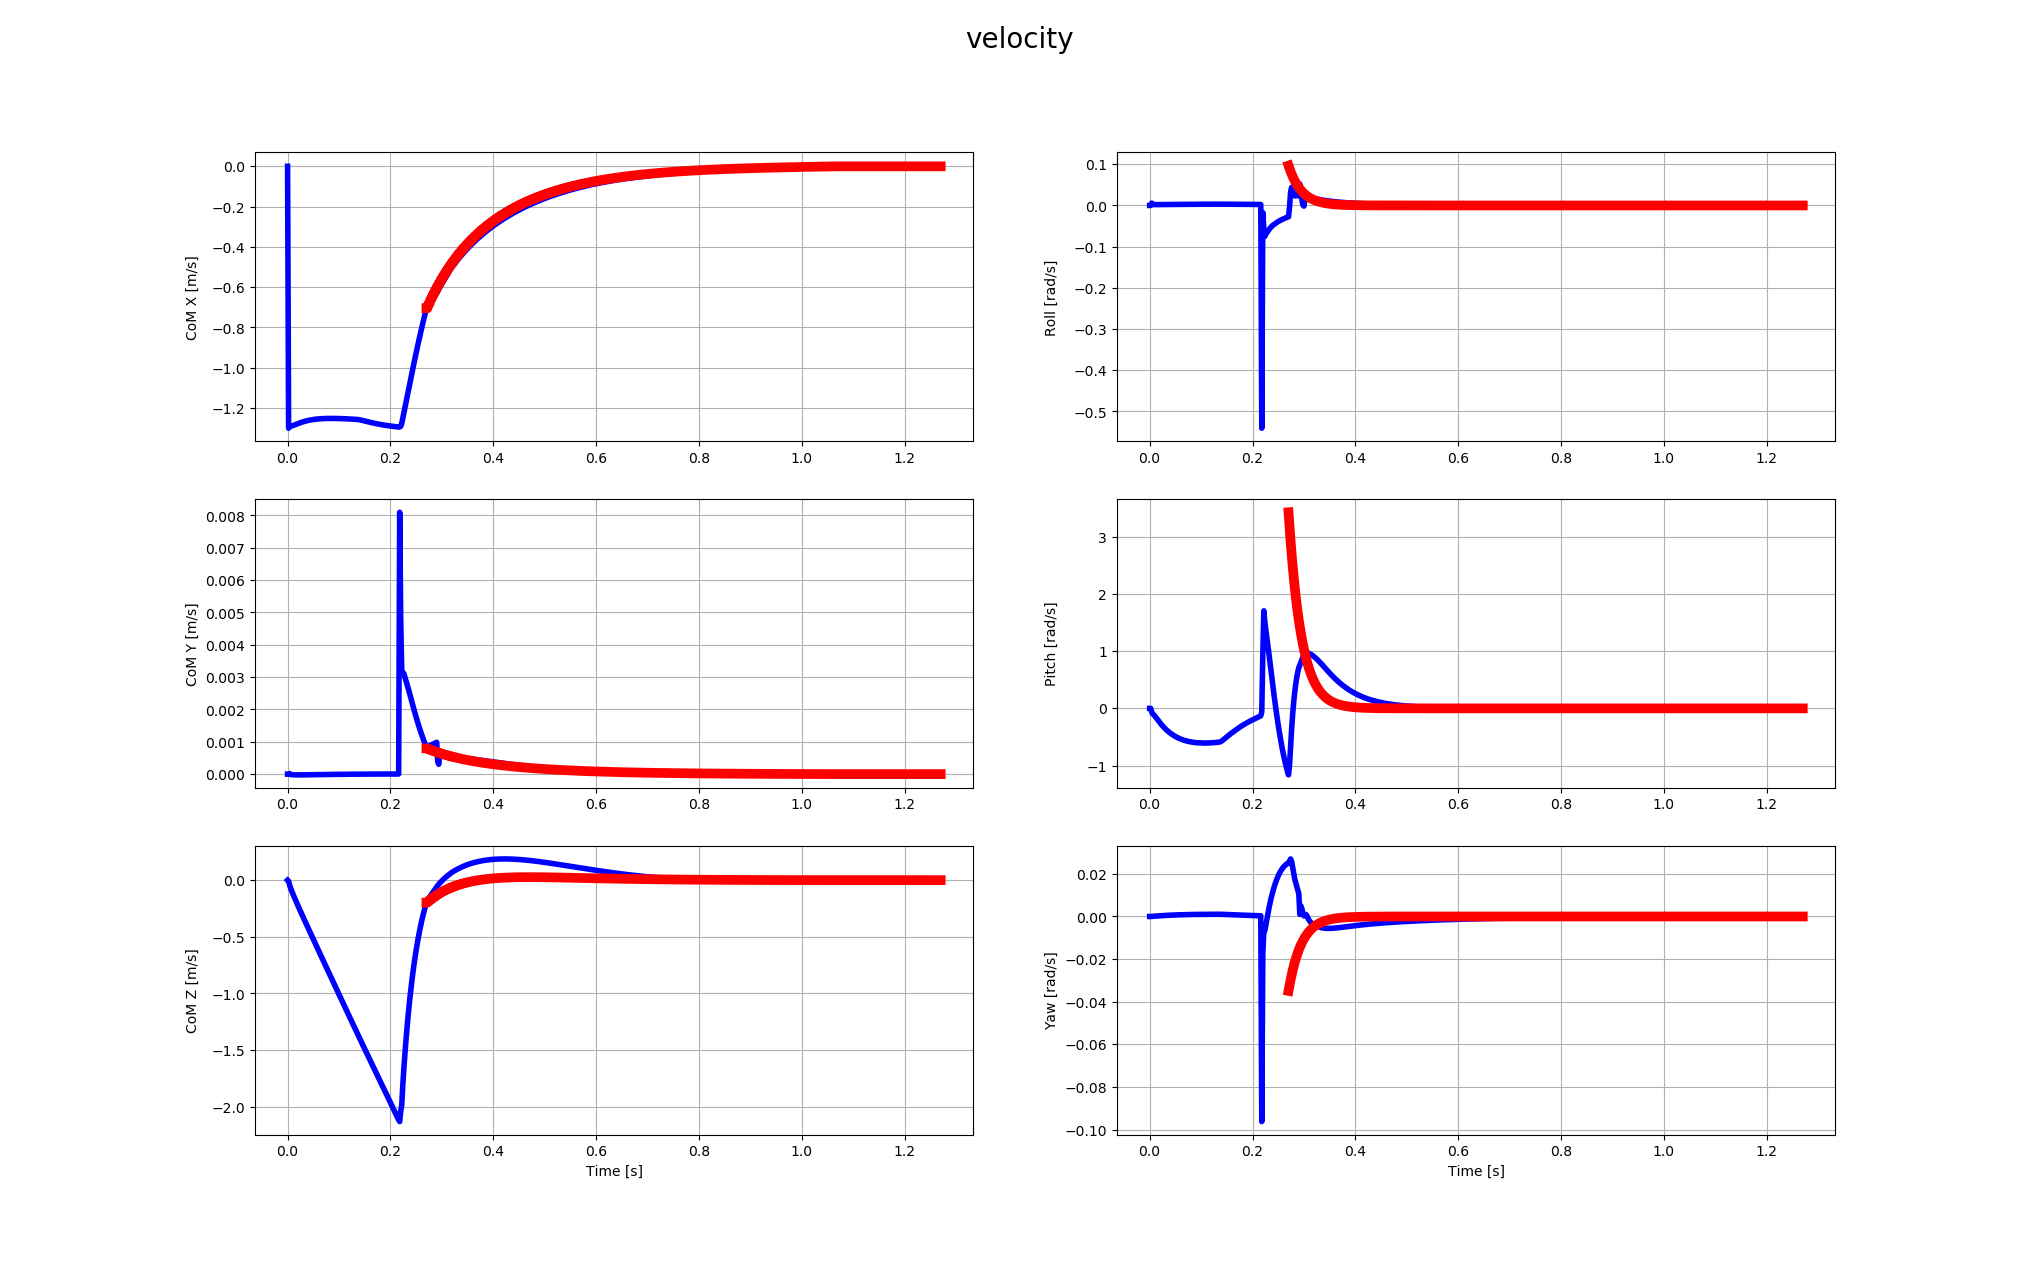 velocity
CoM X [m/s]
0.0
−0.2
−0.4
−0.6
−0.8
−1.0
−1.2
0.0 0.2 0.4 0.6 0.8 1.0 1.2
Roll [rad/s]
0.1
0.0
−0.1
−0.2
−0.3
−0.4
−0.5
0.0 0.2 0.4 0.6 0.8 1.0 1.2
CoM Y [m/s]
0.008
0.007
0.006
0.005
0.004
0.003
0.002
0.001
0.000
0.0 0.2 0.4 0.6 0.8 1.0 1.2
Pitch [rad/s]
3
2
1
0
−1
0.0 0.2 0.4 0.6 0.8 1.0 1.2
CoM Z [m/s]
0.0
−0.5
−1.0
−1.5
−2.0
0.0 0.2 0.4 0.6 0.8 1.0 1.2
Time [s]
Yaw [rad/s]
0.02
0.00
−0.02
−0.04
−0.06
−0.08
−0.10
0.0 0.2 0.4 0.6 0.8 1.0 1.2
Time [s]